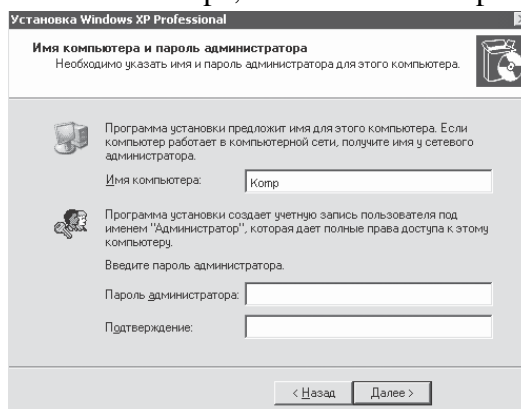 Установка Windows XP Professional
Имя компьютера и пароль администратора
Необходимо указать имя и пароль администратора для этого компьютера.
Программа установки предложит имя для этого компьютера. Если
компьютер работает в компьютерной сети, получите имя у сетевого
администратора.
Имя компьютера:
Komp
Программа установки создает учетную запись пользователя под
именем "Администратор", которая дает полные права доступа к этому
компьютеру.
Введите пароль администратора.
Пароль администратора:
Подтверждение:
< Назад
Далее >